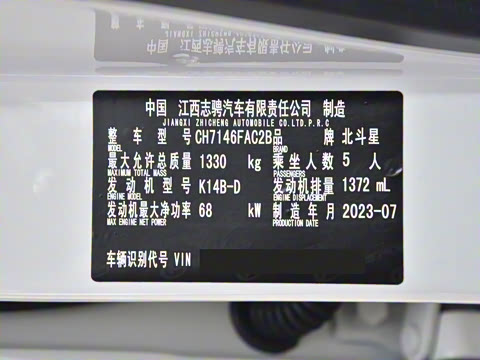 中国 江西志骋汽车有限责任公司 制造
JIANGXI ZHICHENG AUTOMOBILE CO.LTD.P.R.C
整车型号 CH7146FAC2B 品牌 北斗星
MODEL BRAND
最大允许总质量 1330 kg 乘坐人数 5 人
MAXIMUM TOTAL MASS PASSENGERS
发动机型号 K14B-D 发动机排量 1372 mL
ENGINE MODEL ENGINE DISPLACEMENT
发动机最大净功率 68 kW 制造年月 2023-07
MAX ENGINE NET POWER PRODUCTION DATE
车辆识别代号 VIN